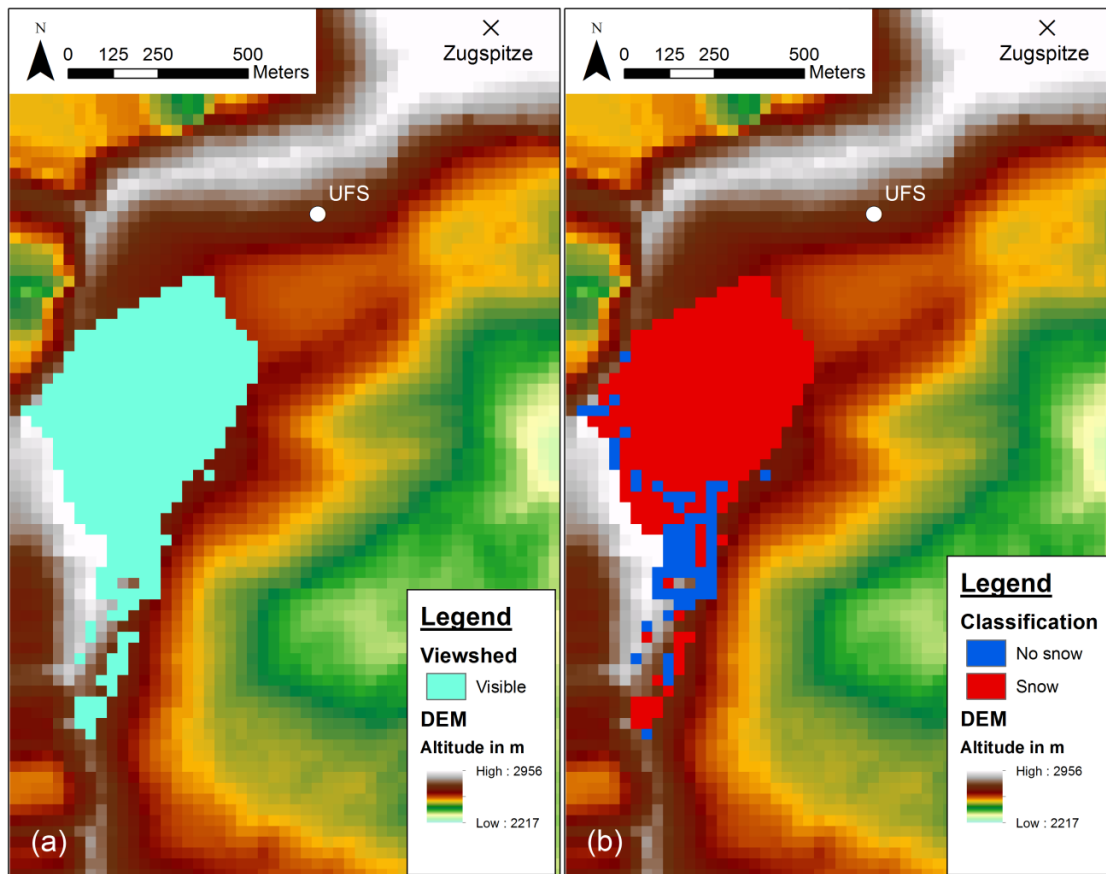 N
0 125 250 500
Meters
Zugspitze
UFS
Legend
Viewshed
Visible
DEM
Altitude in m
High : 2956
Low : 2217
(a)
N
0 125 250 500
Meters
Zugspitze
UFS
Legend
Classification
No snow
Snow
DEM
Altitude in m
High : 2956
Low : 2217
(b)